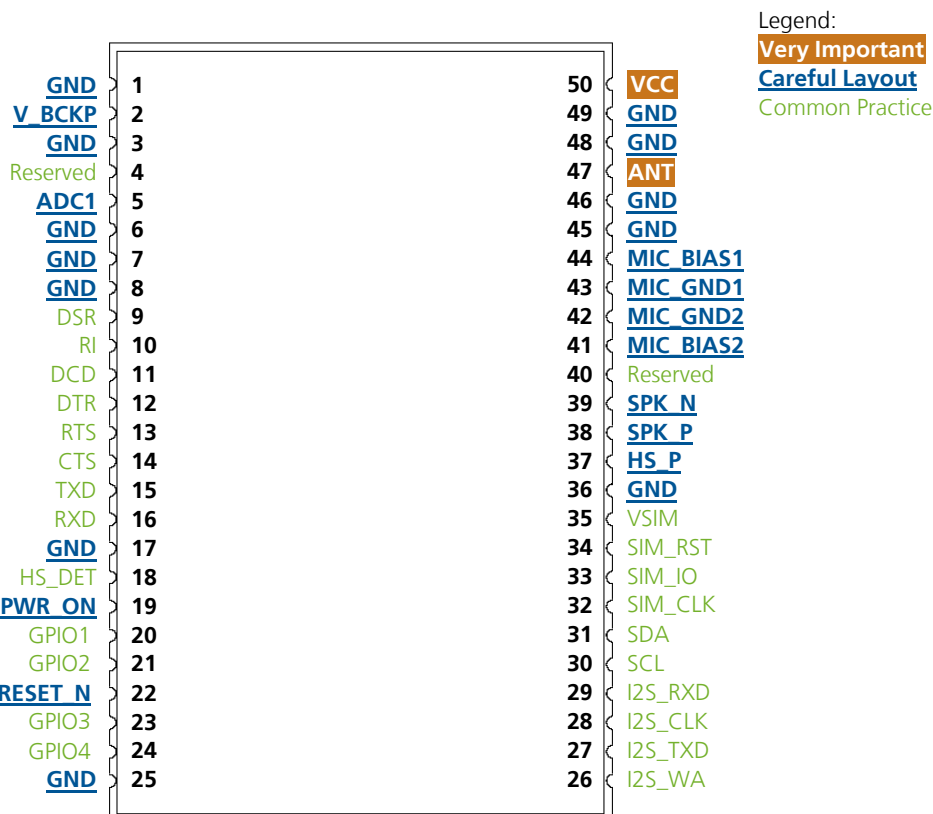 Legend:
Very Important
Careful Layout
Common Practice
GND 1
V_BCKP 2
GND 3
Reserved 4
ADC1 5
GND 6
GND 7
GND 8
DSR 9
RI 10
DCD 11
DTR 12
RTS 13
CTS 14
TXD 15
RXD 16
GND 17
HS_DET 18
PWR_ON 19
GPIO1 20
GPIO2 21
RESET_N 22
GPIO3 23
GPIO4 24
GND 25
50 VCC
49 GND
48 GND
47 ANT
46 GND
45 GND
44 MIC_BIAS1
43 MIC_GND1
42 MIC_GND2
41 MIC_BIAS2
40 Reserved
39 SPK_N
38 SPK_P
37 HS_P
36 GND
35 VSIM
34 SIM_RST
33 SIM_IO
32 SIM_CLK
31 SDA
30 SCL
29 I2S_RXD
28 I2S_CLK
27 I2S_TXD
26 I2S_WA